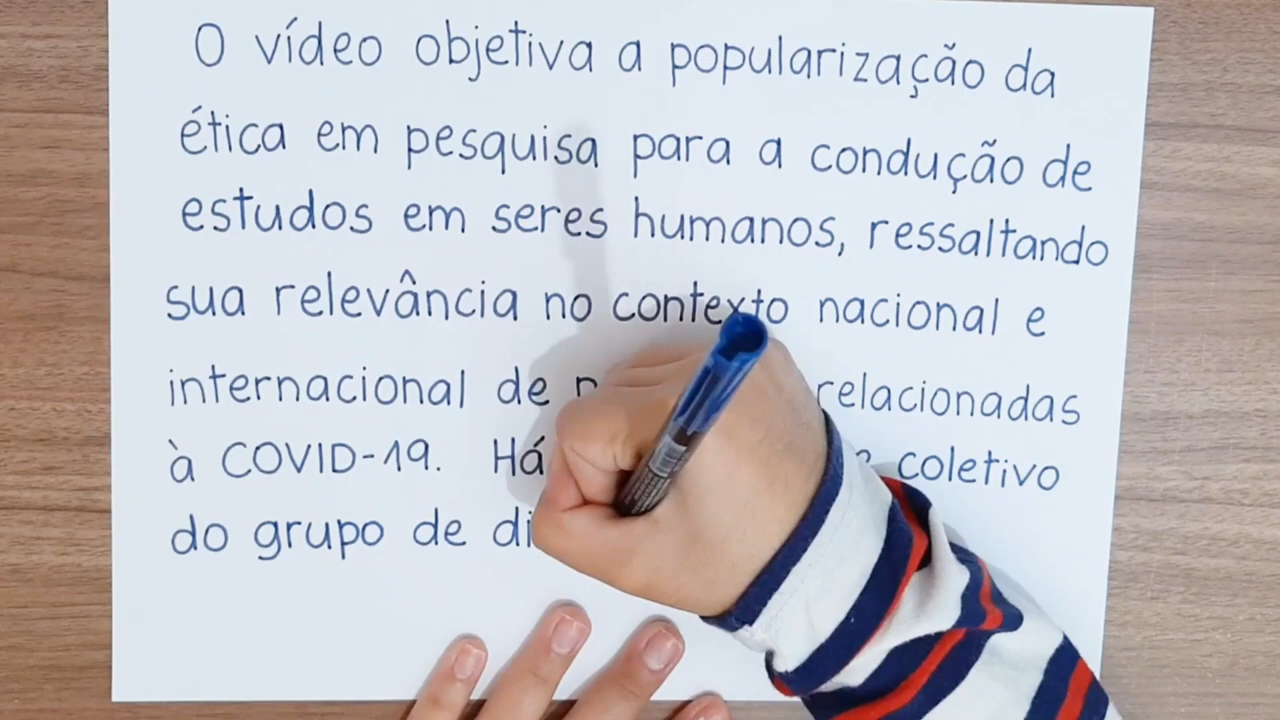 O vídeo objetiva a popularização da
ética em pesquisa para a condução de
estudos em seres humanos, ressaltando
sua relevância no contexto nacional e
internacional de relacionadas
à COVID-19. Há coletivo
do grupo de